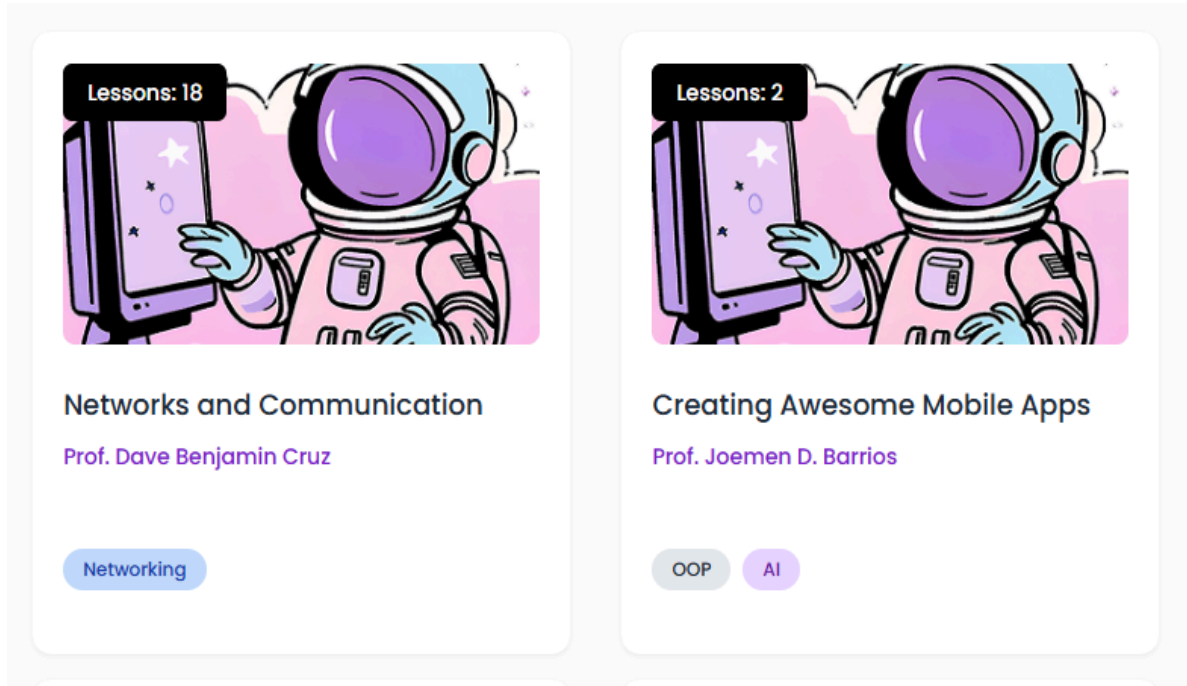 Lessons: 18
Networks and Communication
Prof. Dave Benjamin Cruz
Networking
Lessons: 2
Creating Awesome Mobile Apps
Prof. Joemen D. Barrios
OOP
AI